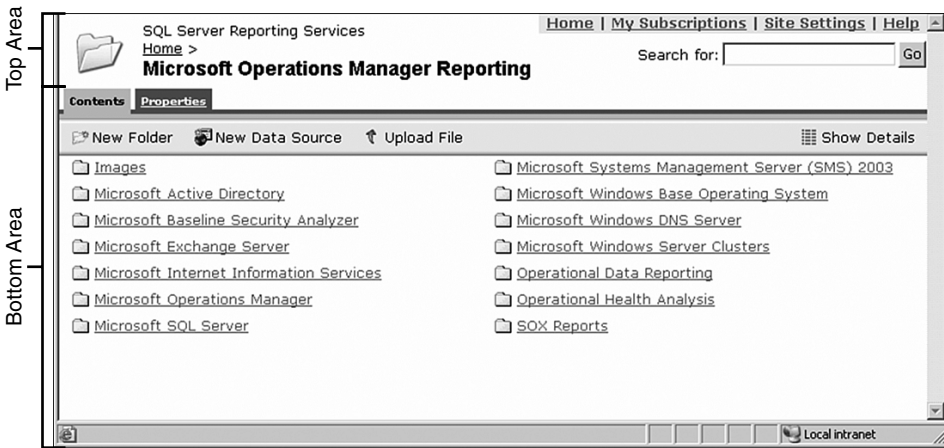 Top Area
Home | My Subscriptions | Site Settings | Help
SQL Server Reporting Services
Home >
Microsoft Operations Manager Reporting
Search for:
Go
Contents
Properties
New Folder
New Data Source
Upload File
Show Details
Bottom Area
Images
Microsoft Active Directory
Microsoft Baseline Security Analyzer
Microsoft Exchange Server
Microsoft Internet Information Services
Microsoft Operations Manager
Microsoft SQL Server
Microsoft Systems Management Server (SMS) 2003
Microsoft Windows Base Operating System
Microsoft Windows DNS Server
Microsoft Windows Server Clusters
Operational Data Reporting
Operational Health Analysis
SOX Reports
Local intranet